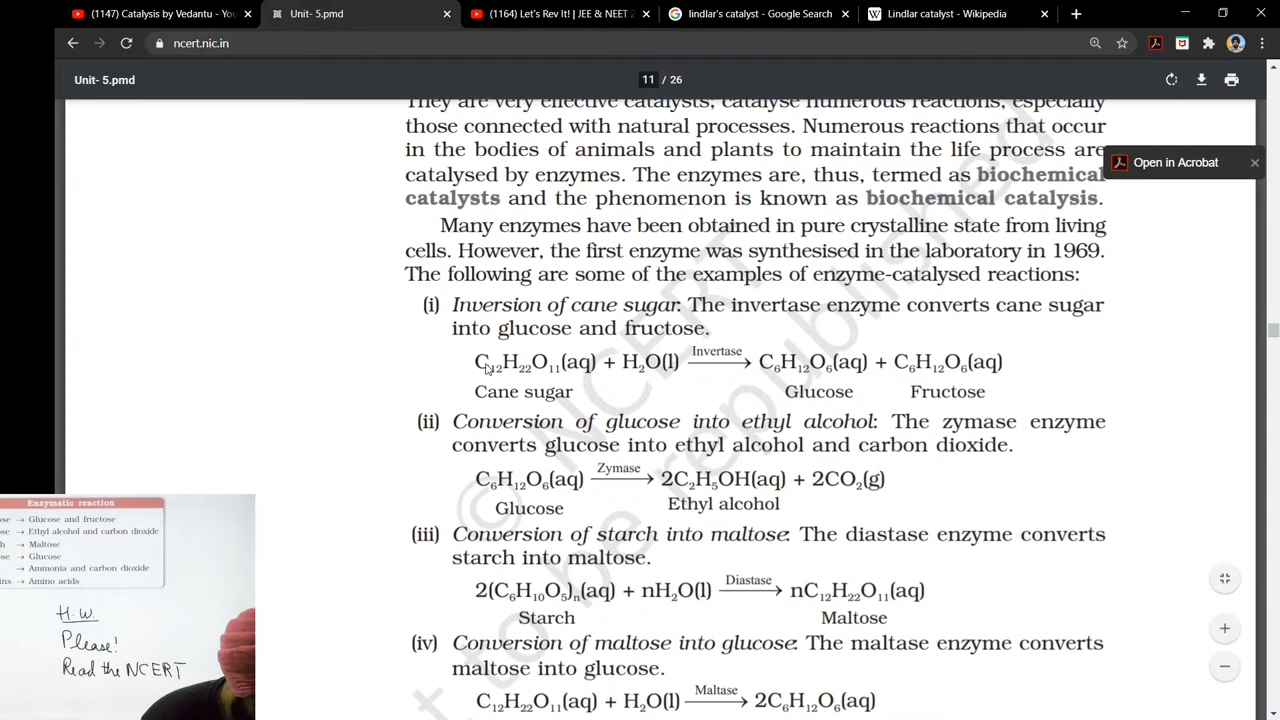 (1147) Catalysis by Vedantu - You
Unit- 5.pmd
(1164) Let's Rev It! | JEE & NEET 2
lindlar's catalyst - Google Search
Lindlar catalyst - Wikipedia
ncert.nic.in
Unit- 5.pmd
11 / 26
Open in Acrobat
They are very effective catalysts, catalyse numerous reactions, especially
those connected with natural processes. Numerous reactions that occur
in the bodies of animals and plants to maintain the life process are
catalysed by enzymes. The enzymes are, thus, termed as biochemical
catalysts and the phenomenon is known as biochemical catalysis.
Many enzymes have been obtained in pure crystalline state from living
cells. However, the first enzyme was synthesised in the laboratory in 1969.
The following are some of the examples of enzyme-catalysed reactions:
(i) Inversion of cane sugar: The invertase enzyme converts cane sugar
into glucose and fructose.
Invertase
C₁₂H₂₂O₁₁(aq) + H₂O(l) ⟶ C₆H₁₂O₆(aq) + C₆H₁₂O₆(aq)
Cane sugar Glucose Fructose
(ii) Conversion of glucose into ethyl alcohol: The zymase enzyme
converts glucose into ethyl alcohol and carbon dioxide.
Zymase
C₆H₁₂O₆(aq) ⟶ 2C₂H₅OH(aq) + 2CO₂(g)
Glucose Ethyl alcohol
(iii) Conversion of starch into maltose: The diastase enzyme converts
starch into maltose.
Diastase
2(C₆H₁₀O₅)ₙ(aq) + nH₂O(l) ⟶ nC₁₂H₂₂O₁₁(aq)
Starch Maltose
(iv) Conversion of maltose into glucose: The maltase enzyme converts
maltose into glucose.
Maltase
C₁₂H₂₂O₁₁(aq) + H₂O(l) ⟶ 2C₆H₁₂O₆(aq)
© NCERT
not to be republished
Enzymatic reaction
→ Glucose and fructose
→ Ethyl alcohol and carbon dioxide
→ Maltose
→ Glucose
→ Ammonia and carbon dioxide
→ Amino acids
H.W
Please!
Read the NCERT